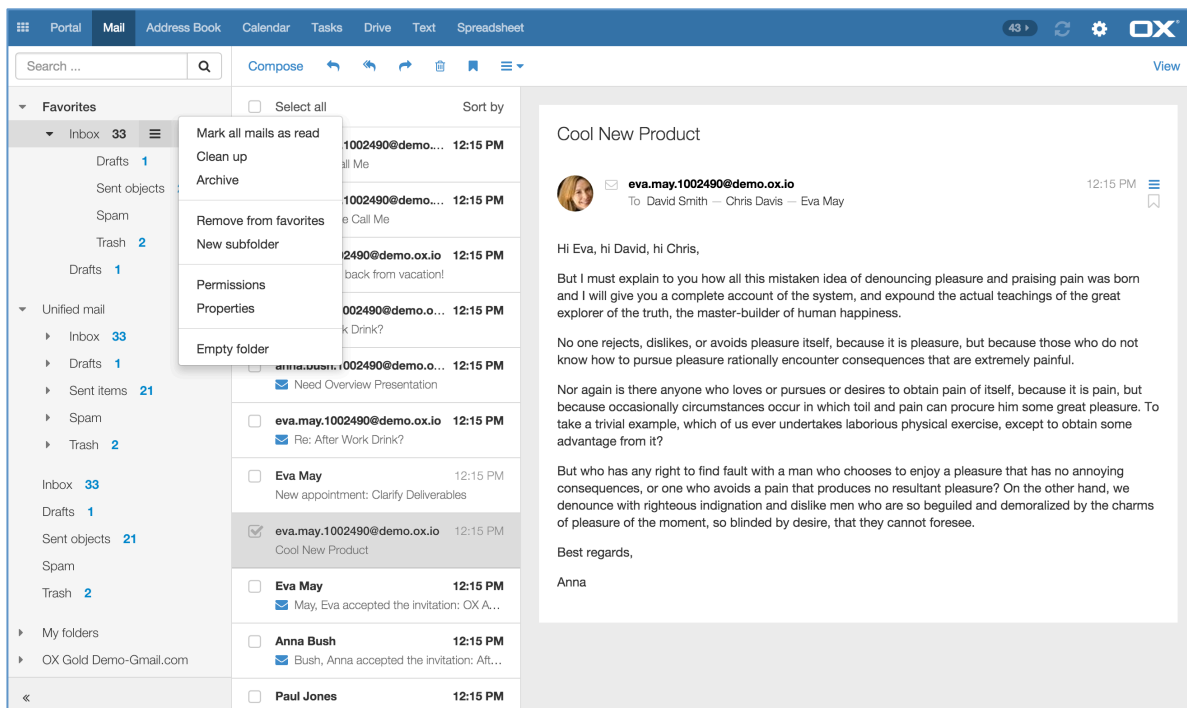 Portal Mail Address Book Calendar Tasks Drive Text Spreadsheet 43 OX
Search ...
Compose
View
Favorites
Inbox 33
Drafts 1
Sent objects
Spam
Trash 2
Drafts 1
Unified mail
Inbox 33
Drafts 1
Sent items 21
Spam
Trash 2
Inbox 33
Drafts 1
Sent objects 21
Spam
Trash 2
My folders
OX Gold Demo-Gmail.com
«
Mark all mails as read
Clean up
Archive
Remove from favorites
New subfolder
Permissions
Properties
Empty folder
Select all Sort by
.1002490@demo.... 12:15 PM
all Me
.1002490@demo.... 12:15 PM
e Call Me
2490@demo.ox.io 12:15 PM
back from vacation!
002490@demo.o... 12:15 PM
k Drink?
anna.bush.1002490@demo.ox.io 12:15 PM
Need Overview Presentation
eva.may.1002490@demo.ox.io 12:15 PM
Re: After Work Drink?
Eva May 12:15 PM
New appointment: Clarify Deliverables
eva.may.1002490@demo.ox.io 12:15 PM
Cool New Product
Eva May 12:15 PM
May, Eva accepted the invitation: OX A...
Anna Bush 12:15 PM
Bush, Anna accepted the invitation: Aft...
Paul Jones 12:15 PM
Cool New Product
eva.may.1002490@demo.ox.io 12:15 PM
To David Smith — Chris Davis — Eva May
Hi Eva, hi David, hi Chris,
But I must explain to you how all this mistaken idea of denouncing pleasure and praising pain was born
and I will give you a complete account of the system, and expound the actual teachings of the great
explorer of the truth, the master-builder of human happiness.
No one rejects, dislikes, or avoids pleasure itself, because it is pleasure, but because those who do not
know how to pursue pleasure rationally encounter consequences that are extremely painful.
Nor again is there anyone who loves or pursues or desires to obtain pain of itself, because it is pain, but
because occasionally circumstances occur in which toil and pain can procure him some great pleasure. To
take a trivial example, which of us ever undertakes laborious physical exercise, except to obtain some
advantage from it?
But who has any right to find fault with a man who chooses to enjoy a pleasure that has no annoying
consequences, or one who avoids a pain that produces no resultant pleasure? On the other hand, we
denounce with righteous indignation and dislike men who are so beguiled and demoralized by the charms
of pleasure of the moment, so blinded by desire, that they cannot foresee.
Best regards,
Anna